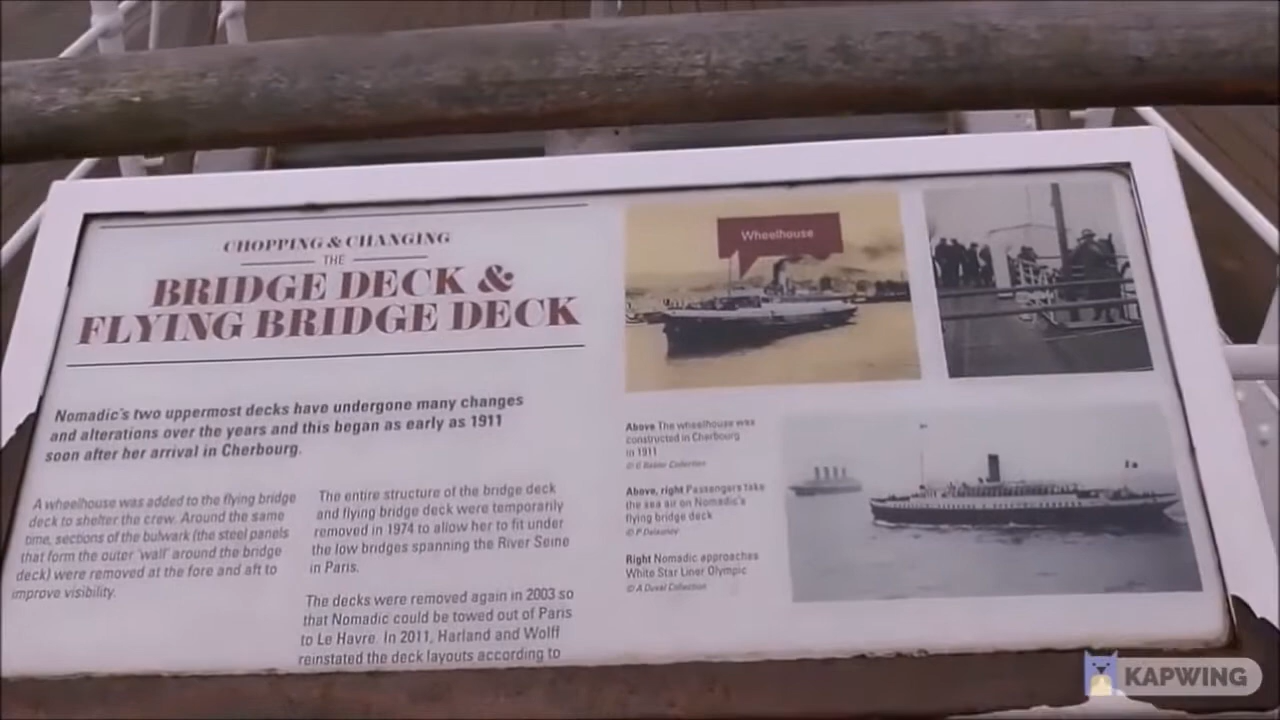 CHOPPING & CHANGING
THE
BRIDGE DECK &
FLYING BRIDGE DECK
Nomadic's two uppermost decks have undergone many changes
and alterations over the years and this began as early as 1911
soon after her arrival in Cherbourg.
A wheelhouse was added to the flying bridge
deck to shelter the crew. Around the same
time, sections of the bulwark (the steel panels
that form the outer 'wall' around the bridge
deck) were removed at the fore and aft to
improve visibility.
The entire structure of the bridge deck
and flying bridge deck were temporarily
removed in 1974 to allow her to fit under
the low bridges spanning the River Seine
in Paris.
The decks were removed again in 2003 so
that Nomadic could be towed out of Paris
to Le Havre. In 2011, Harland and Wolff
reinstated the deck layouts according to
Wheelhouse
Above The wheelhouse was
constructed in Cherbourg
in 1911
© Collection
Above, right Passengers take
the sea air on Nomadic's
flying bridge deck
© P Delaunoy
Right Nomadic approaches
White Star Liner Olympic
© A Duval Collection
KAPWING